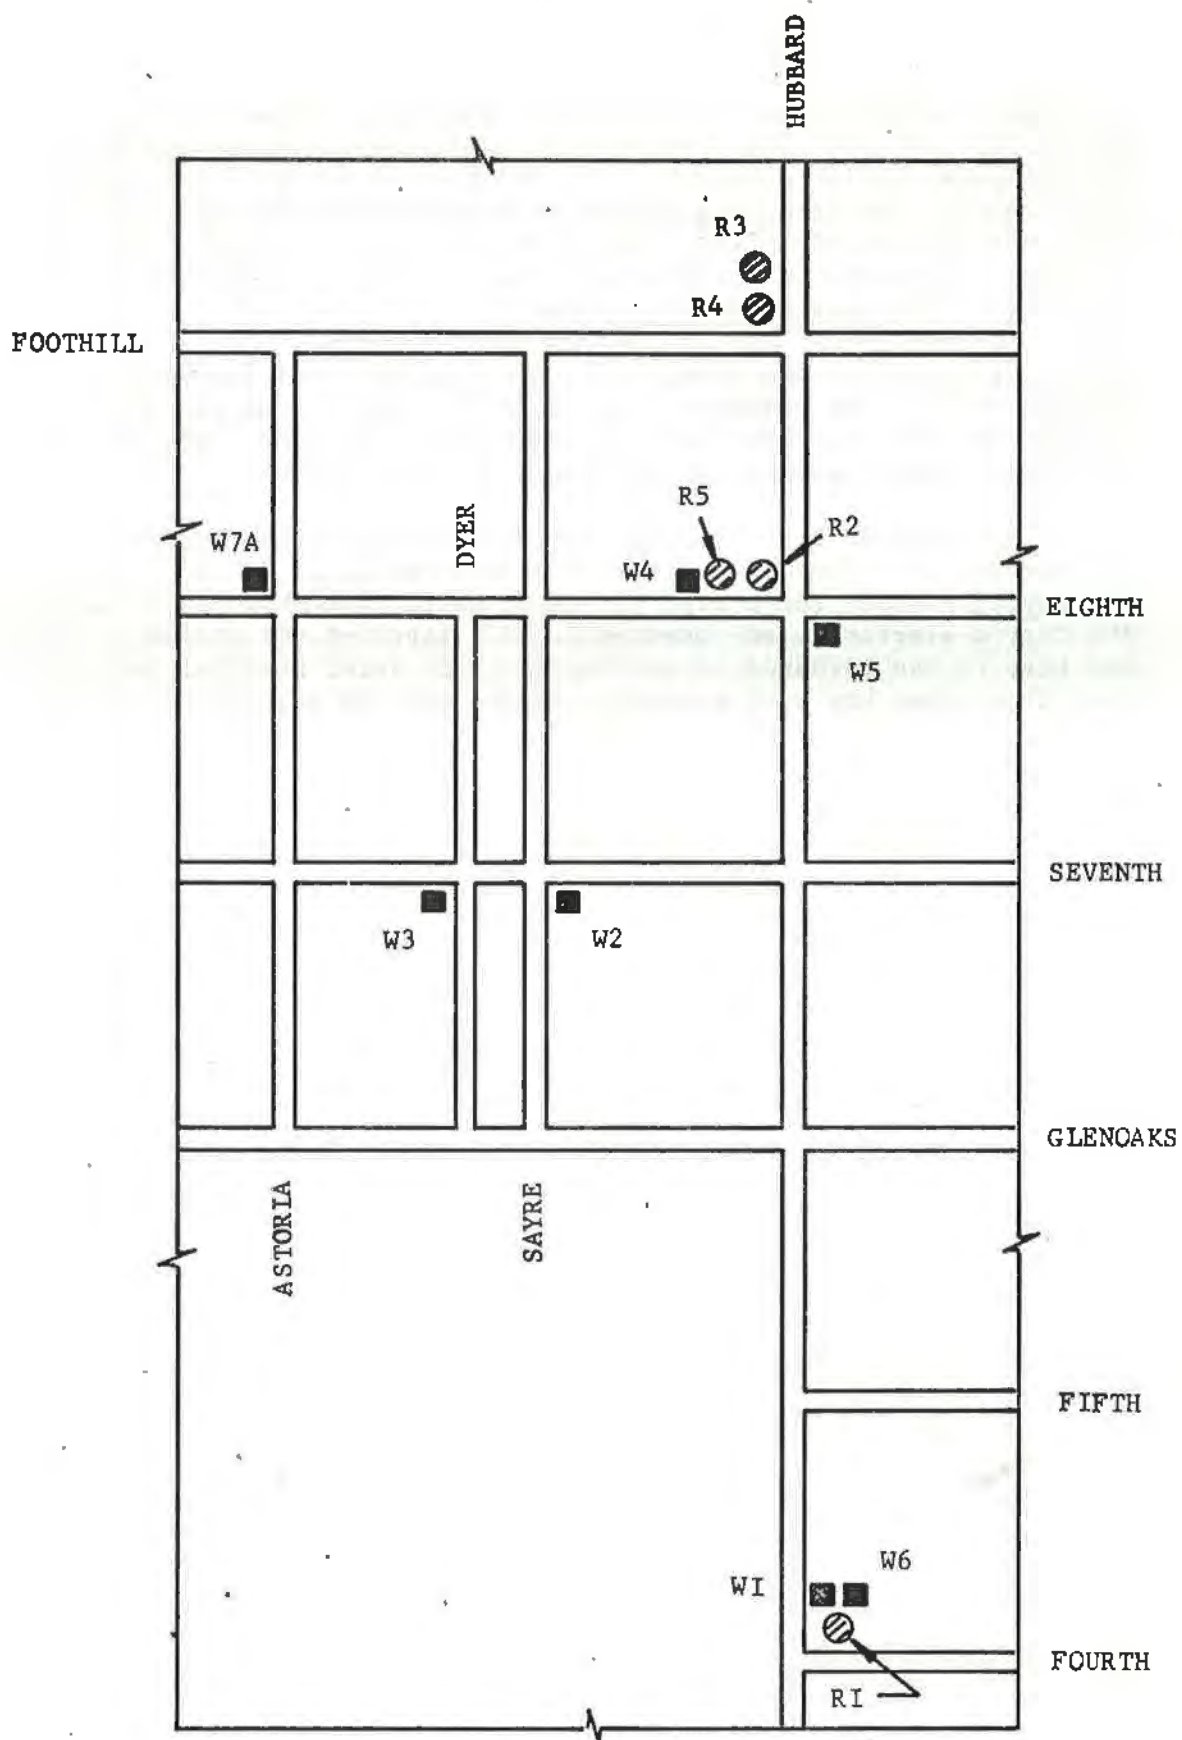 HUBBARD
R3
R4
FOOTHILL
R5
DYER
R2
W7A
W4
EIGHTH
W5
SEVENTH
W3
W2
GLENOAKS
ASTORIA
SAYRE
FIFTH
W6
WI
FOURTH
RI